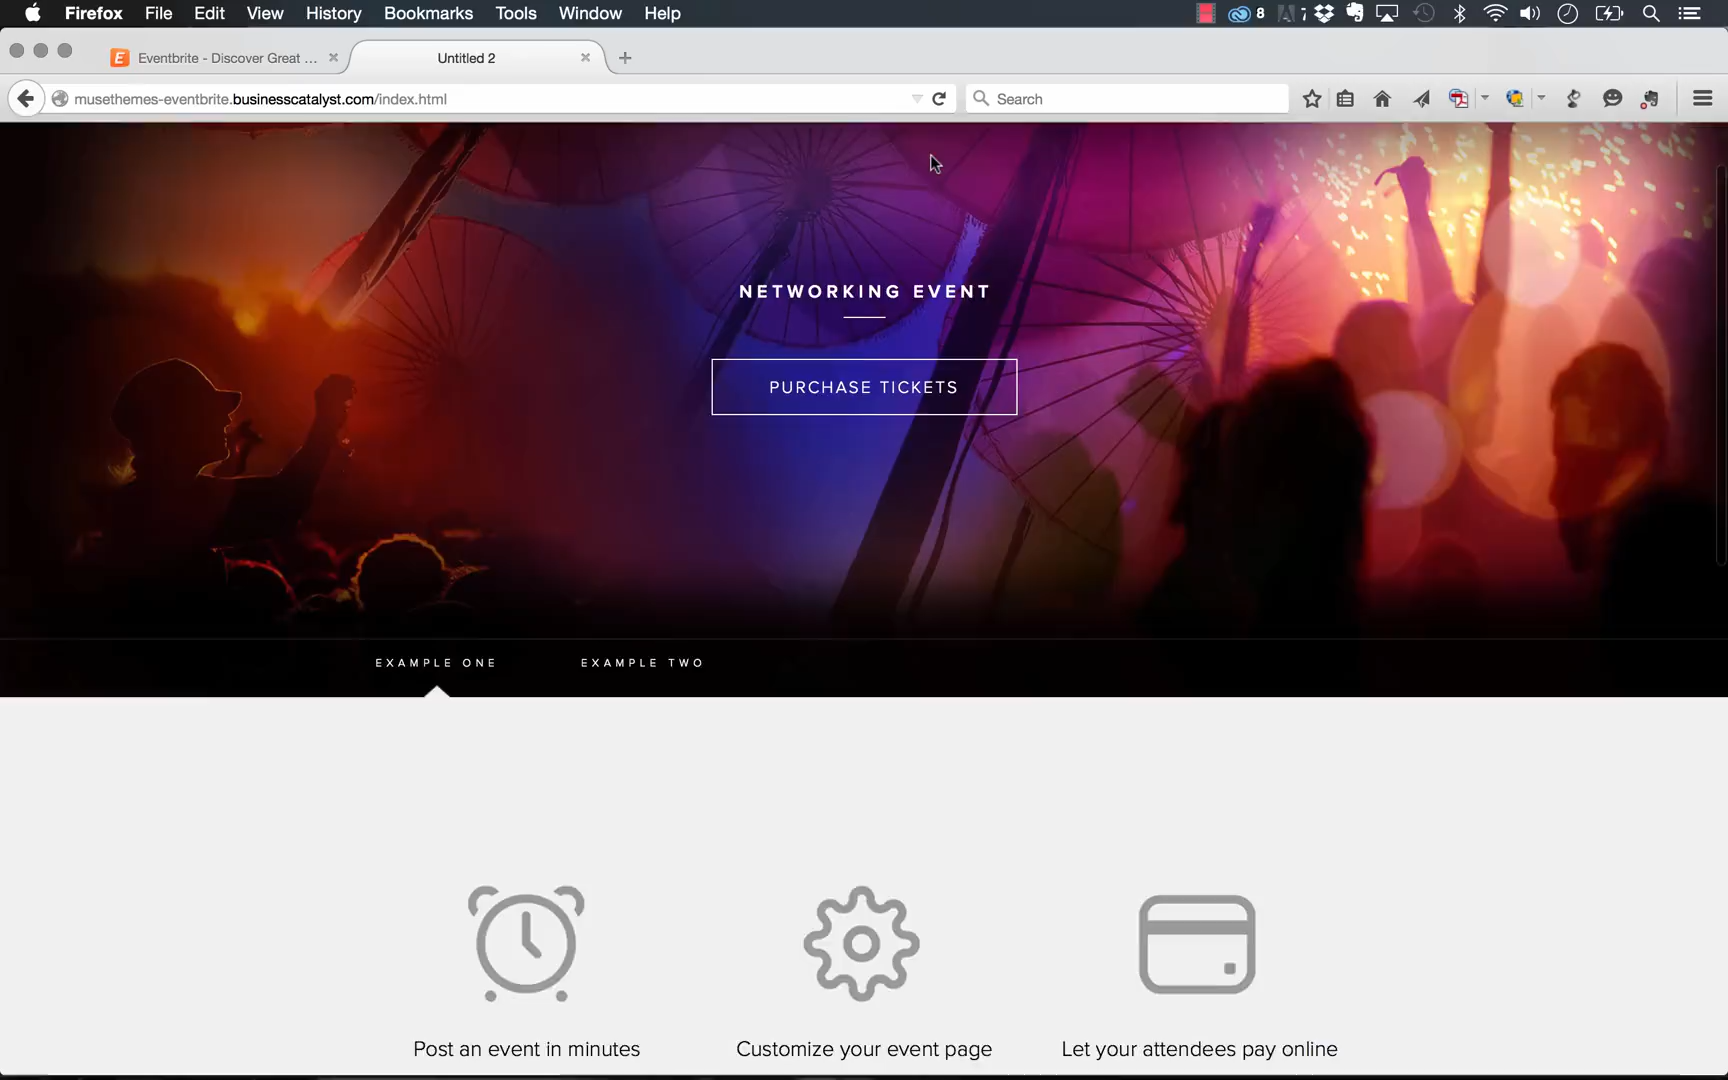 Firefox File Edit View History Bookmarks Tools Window Help 8 7
Eventbrite - Discover Great ... Untitled 2
musethemes-eventbrite.businesscatalyst.com/index.html Search
NETWORKING EVENT
PURCHASE TICKETS
EXAMPLE ONE EXAMPLE TWO
Post an event in minutes Customize your event page Let your attendees pay online